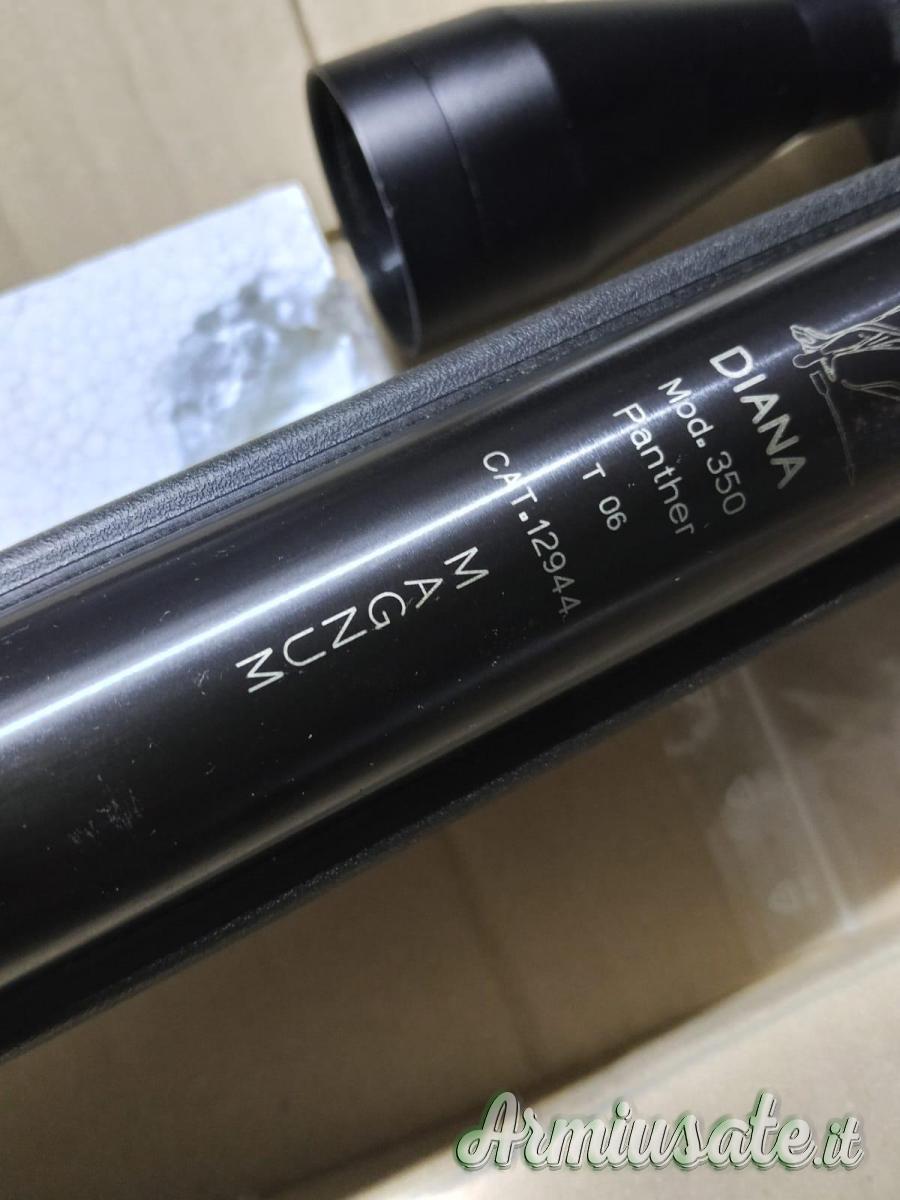 DIANA
Mod. 350
Panther
T 06
CAT.12944
MAGNUM
Armiusate.it